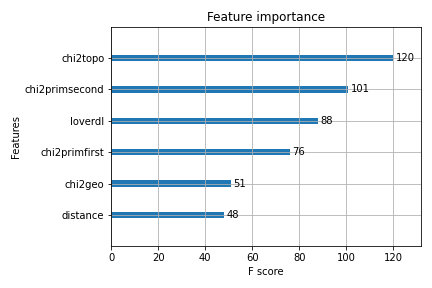 Feature importance
Features
chi2topo
120
chi2primsecond
101
loverdl
88
chi2primfirst
76
chi2geo
51
distance
48
0 20 40 60 80 100 120
F score